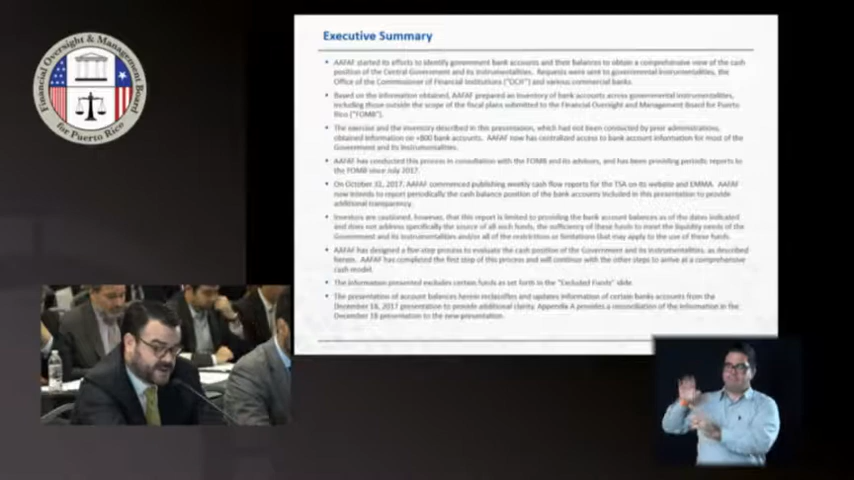 Financial Oversight & Management Board
for Puerto Rico
Executive Summary
• AAFAF started its efforts to identify government bank accounts and their balances to obtain a comprehensive view of the cash
position of the Central Government and its instrumentalities. Requests were sent to governmental instrumentalities, the
Office of the Commissioner of Financial Institutions ("OCIF") and various commercial banks.
• Based on the information obtained, AAFAF prepared an inventory of bank accounts across governmental instrumentalities,
including those outside the scope of the fiscal plans submitted to the Financial Oversight and Management Board for Puerto
Rico ("FOMB").
• The exercise and the inventory described in this presentation, which had not been conducted by prior administrations,
obtained information on +800 bank accounts. AAFAF now has centralized access to bank account information for most of the
Government and its instrumentalities.
• AAFAF has conducted this process in consultation with the FOMB and its advisors, and has been providing periodic reports to
the FOMB since July 2017.
• On October 31, 2017, AAFAF commenced publishing weekly cash flow reports for the TSA on its website and EMMA. AAFAF
now intends to report periodically the cash balance position of the bank accounts included in this presentation to provide
additional transparency.
• Investors are cautioned, however, that this report is limited to providing the bank account balances as of the dates indicated
and does not address specifically the source of all such funds, the sufficiency of these funds to meet the liquidity needs of the
Government and its instrumentalities and/or all of the restrictions or limitations that may apply to the use of these funds.
• AAFAF has designed a five-step process to evaluate the cash position of the Government and its instrumentalities, as described
herein. AAFAF has completed the first step of this process and will continue with the other steps to arrive at a comprehensive
cash model.
• The information presented excludes certain funds as set forth in the "Excluded Funds" slide.
• The presentation of account balances herein reclassifies and updates information of certain banks accounts from the
December 18, 2017 presentation to provide additional clarity. Appendix A provides a reconciliation of the information in the
December 18 presentation to the new presentation.